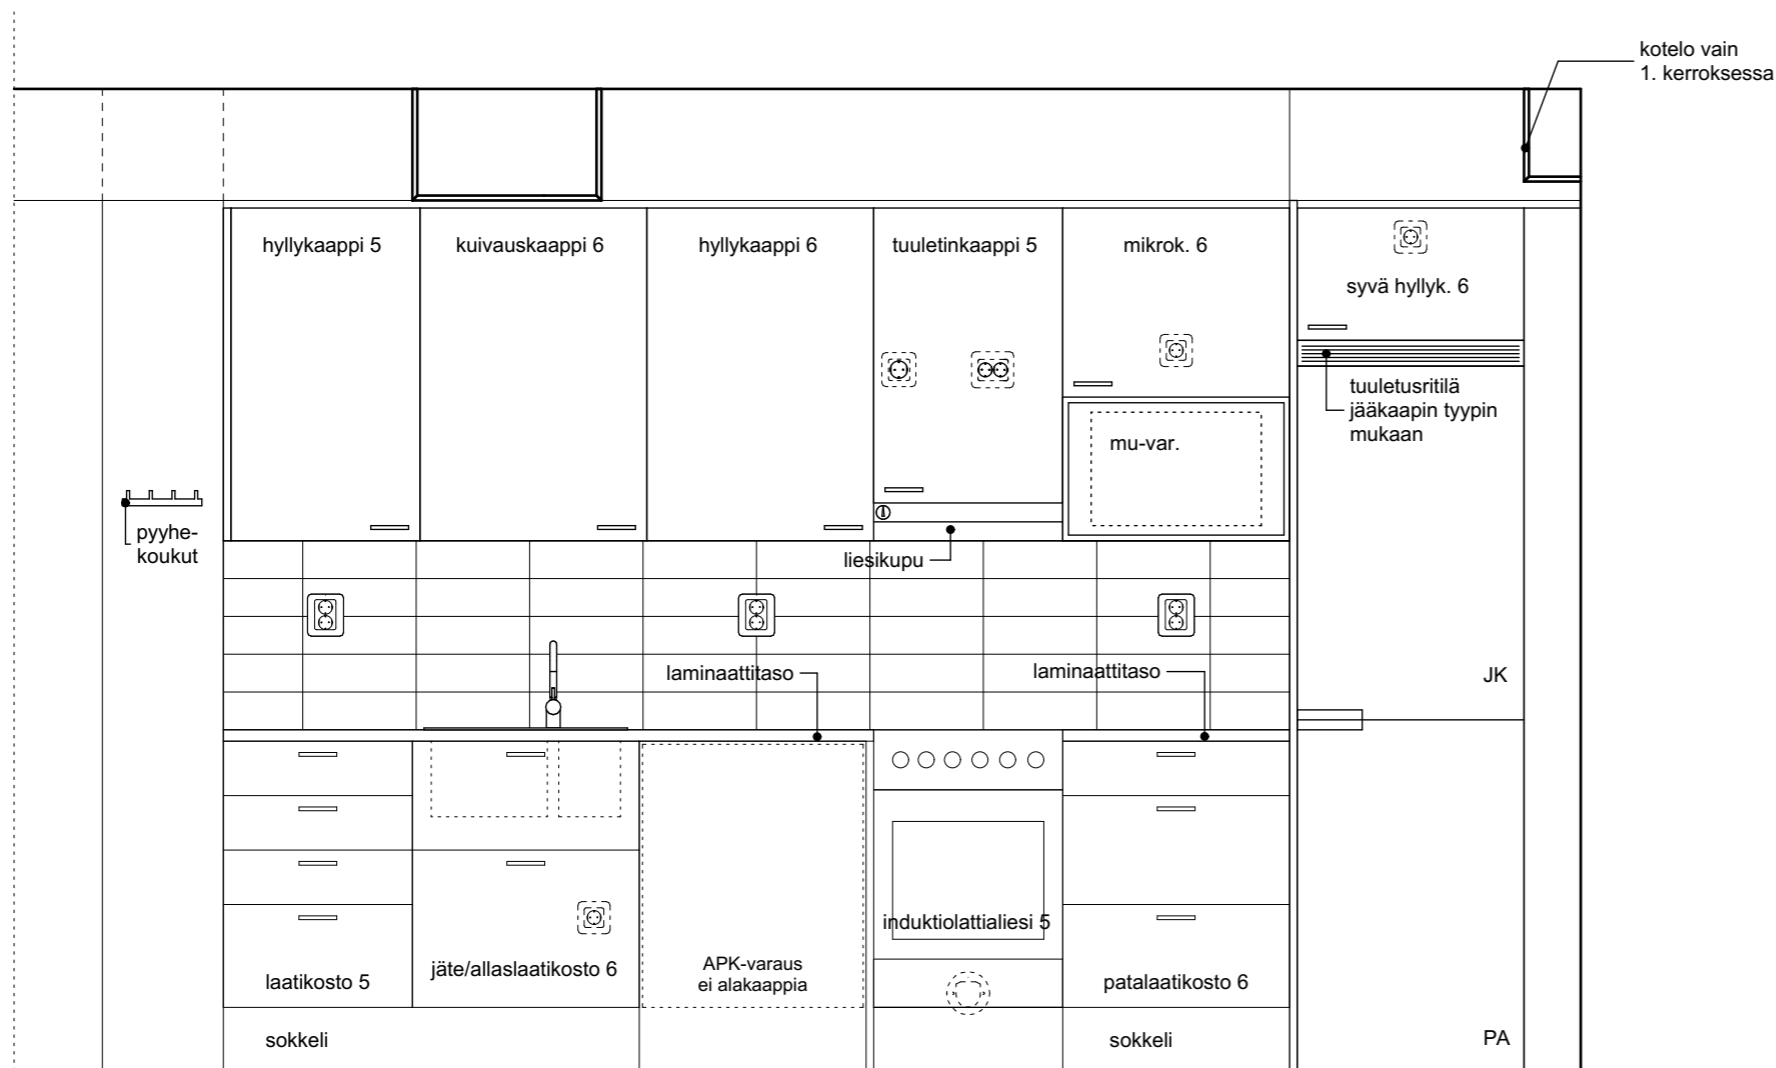 kotelo vain
1. kerroksessa
hyllykaappi 5
kuivauskaappi 6
hyllykaappi 6
tuuletinkaappi 5
mikrok. 6
syvä hyllyk. 6
tuuletusritilä
jääkaapin tyypin
mukaan
mu-var.
pyyhe-
koukut
liesikupu
laminaattitaso
laminaattitaso
JK
induktiolattialiesi 5
laatikosto 5
jäte/allaslaatikosto 6
APK-varaus
ei alakaappia
patalaatikosto 6
sokkeli
sokkeli
PA